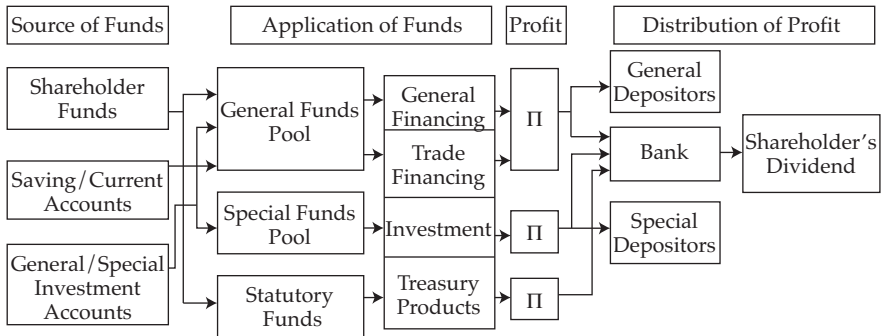 Source of Funds
Application of Funds
Profit
Distribution of Profit
Shareholder
Funds
Saving/Current
Accounts
General/Special
Investment
Accounts
General Funds
Pool
Special Funds
Pool
Statutory
Funds
General
Financing
Trade
Financing
Investment
Treasury
Products
Π
Π
Π
General
Depositors
Bank
Special
Depositors
Shareholder's
Dividend